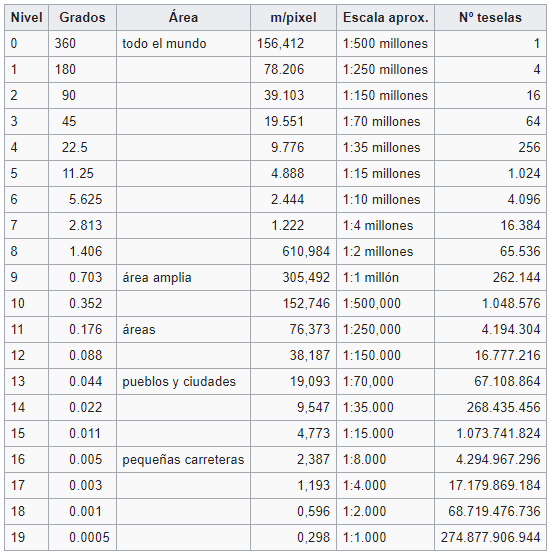 Nivel Grados Área m/pixel Escala aprox. Nº teselas
0 360 todo el mundo 156,412 1:500 millones 1
1 180 78.206 1:250 millones 4
2 90 39.103 1:150 millones 16
3 45 19.551 1:70 millones 64
4 22.5 9.776 1:35 millones 256
5 11.25 4.888 1:15 millones 1.024
6 5.625 2.444 1:10 millones 4.096
7 2.813 1.222 1:4 millones 16.384
8 1.406 610,984 1:2 millones 65.536
9 0.703 área amplia 305,492 1:1 millón 262.144
10 0.352 152,746 1:500,000 1.048.576
11 0.176 áreas 76,373 1:250,000 4.194.304
12 0.088 38,187 1:150.000 16.777.216
13 0.044 pueblos y ciudades 19,093 1:70,000 67.108.864
14 0.022 9,547 1:35.000 268.435.456
15 0.011 4,773 1:15.000 1.073.741.824
16 0.005 pequeñas carreteras 2,387 1:8.000 4.294.967.296
17 0.003 1,193 1:4.000 17.179.869.184
18 0.001 0,596 1:2.000 68.719.476.736
19 0.0005 0,298 1:1.000 274.877.906.944